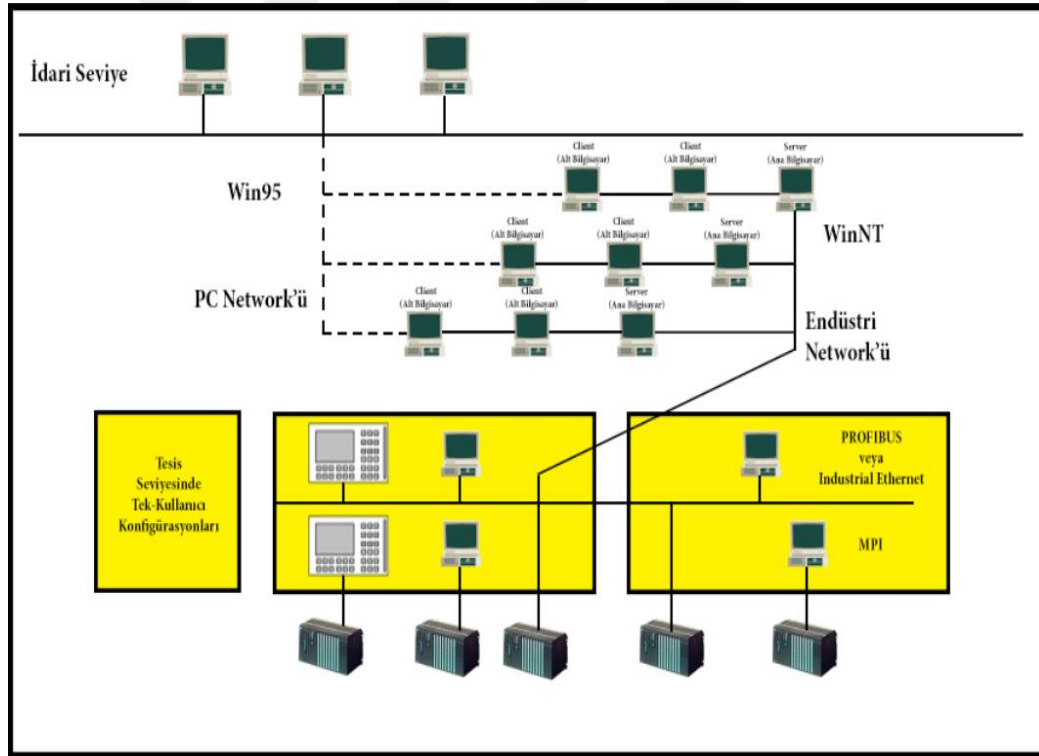 İdari Seviye
Client
(Alt Bilgisayar)
Client
(Alt Bilgisayar)
Server
(Ana Bilgisayar)
Win95
WinNT
Client
(Alt Bilgisayar)
Client
(Alt Bilgisayar)
Server
(Ana Bilgisayar)
PC Network'ü
Client
(Alt Bilgisayar)
Client
(Alt Bilgisayar)
Server
(Ana Bilgisayar)
Endüstri
Network'ü
Tesis
Seviyesinde
Tek-Kullanıcı
Konfigürasyonları
PROFIBUS
veya
Industrial Ethernet
MPI